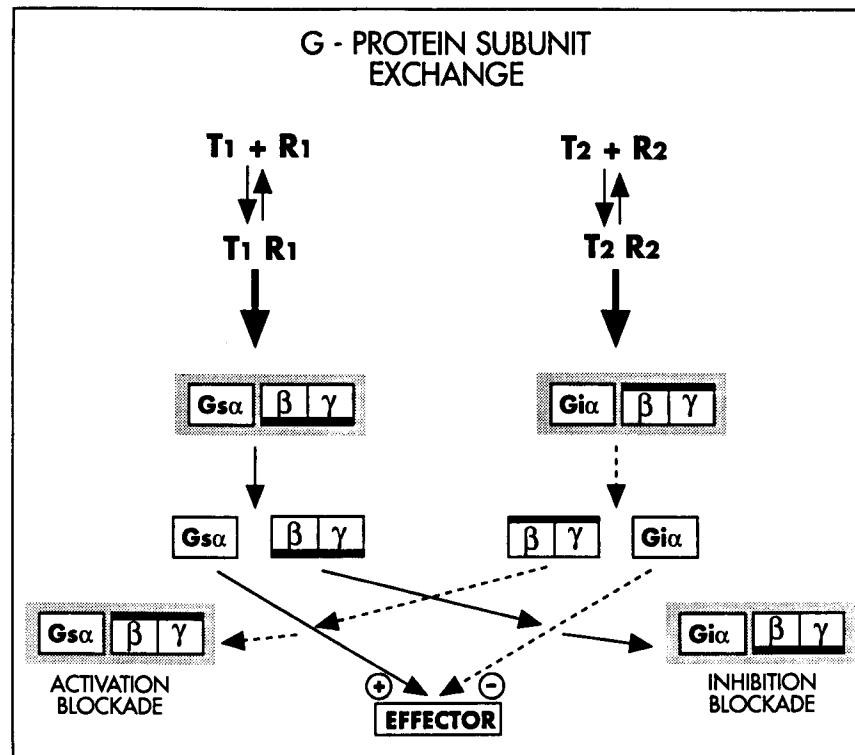 G - PROTEIN SUBUNIT
EXCHANGE
T1 + R1 T2 + R2
T1 R1 T2 R2
Gsα β γ Giα β γ
Gsα β γ β γ Giα
Gsα β γ Giα β γ
ACTIVATION
BLOCKADE
+ −
EFFECTOR
INHIBITION
BLOCKADE